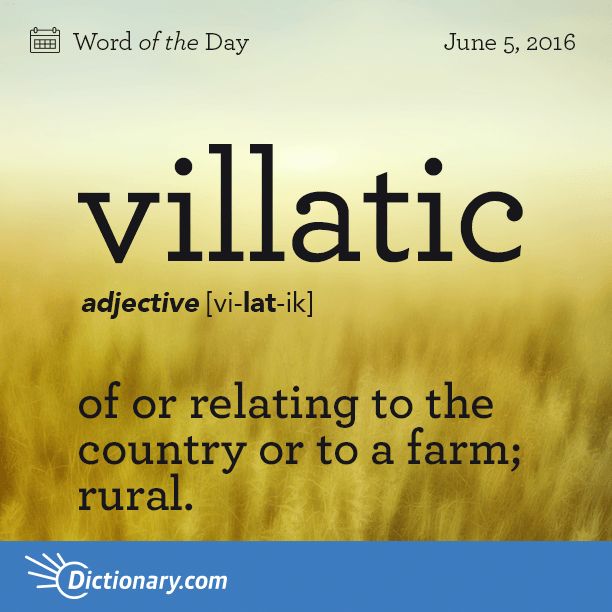 Word of the Day
June 5, 2016
villatic
adjective [vi-lat-ik]
of or relating to the
country or to a farm;
rural.
Dictionary.com